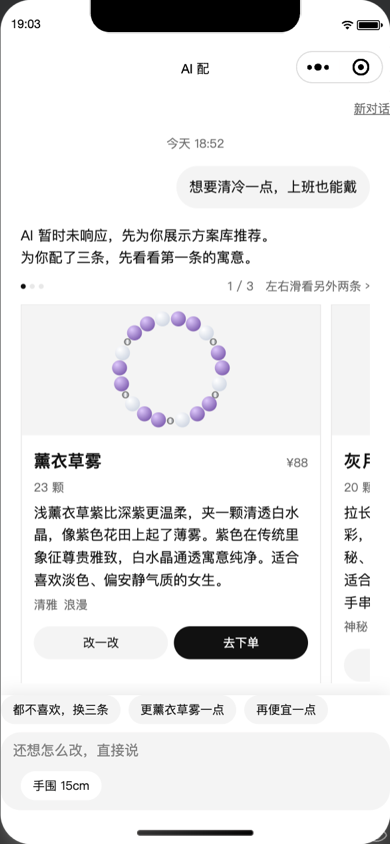 19:03
AI 配
新对话
今天 18:52
想要清冷一点，上班也能戴
AI 暂时未响应，先为你展示方案库推荐。
为你配了三条，先看看第一条的寓意。
1 / 3 左右滑看另外两条 ›
薰衣草雾
¥88
23 颗
浅薰衣草紫比深紫更温柔，夹一颗清透白水
晶，像紫色花田上起了薄雾。紫色在传统里
象征尊贵雅致，白水晶通透寓意纯净。适合
喜欢淡色、偏安静气质的女生。
清雅 浪漫
改一改
去下单
灰月
20 颗
拉长
彩，
秘、
适合
手串
神秘
都不喜欢，换三条
更薰衣草雾一点
再便宜一点
还想怎么改，直接说
手围 15cm